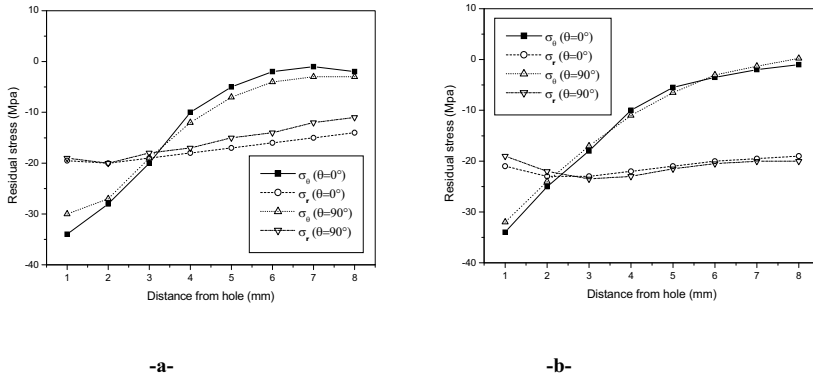 10
0
-10
-20
-30
-40
Residual stress (Mpa)
1 2 3 4 5 6 7 8
Distance from hole (mm)
σθ (θ=0°)
σr (θ=0°)
σθ (θ=90°)
σr (θ=90°)
-a-
10
0
-10
-20
-30
-40
Residual stress (Mpa)
1 2 3 4 5 6 7 8
Distance from hole (mm)
σθ (θ=0°)
σr (θ=0°)
σθ (θ=90°)
σr (θ=90°)
-b-